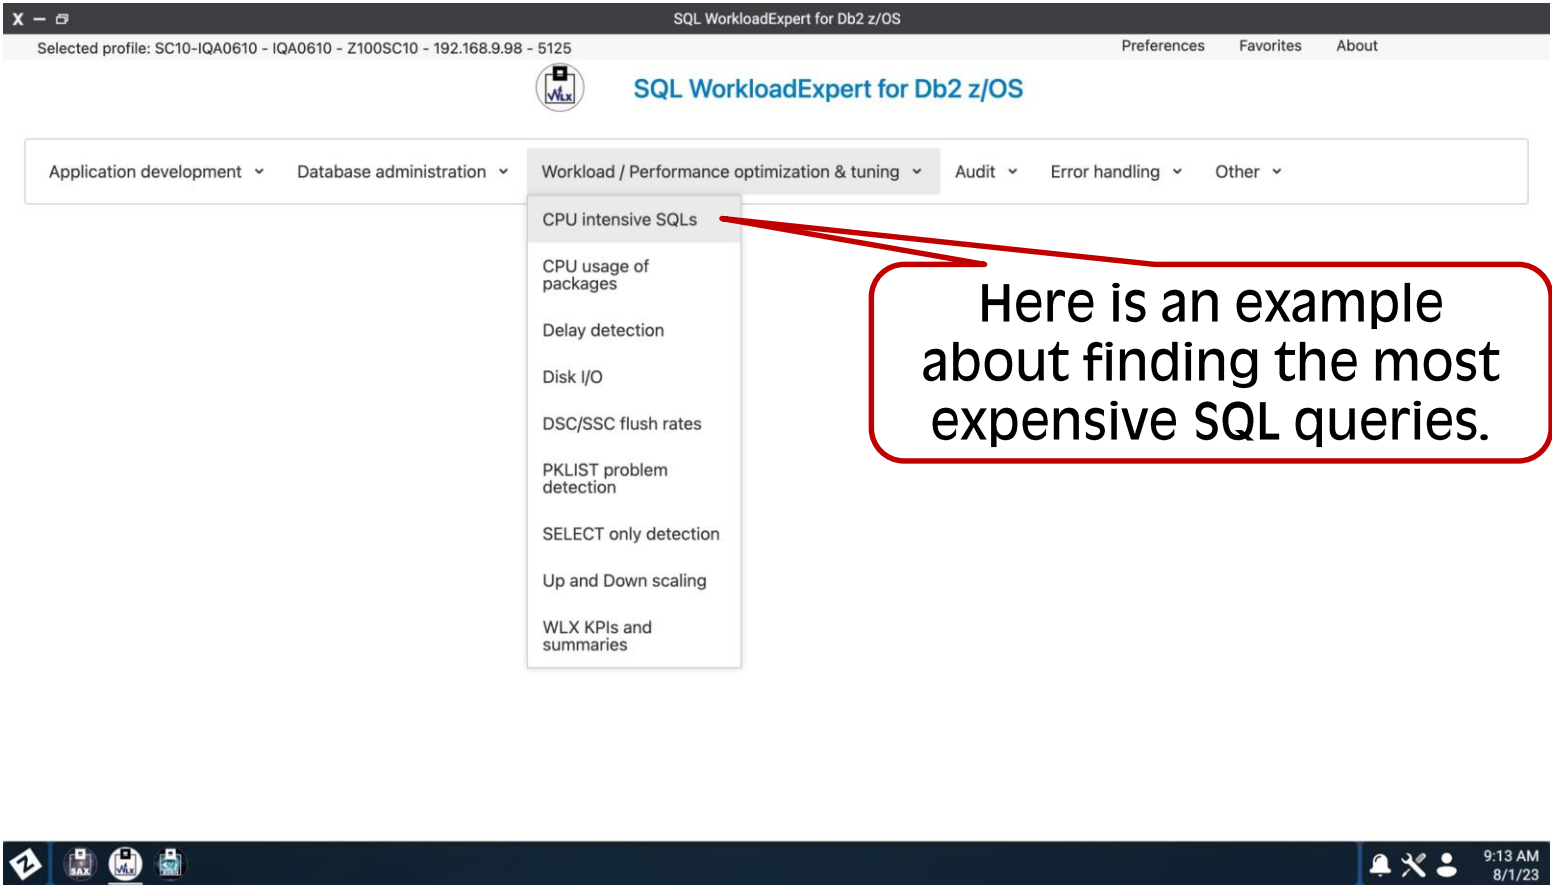 X
SQL WorkloadExpert for Db2 z/OS
Selected profile: SC10-IQA0610 - IQA0610 - Z100SC10 - 192.168.9.98 - 5125
Preferences Favorites About
WLX
SQL WorkloadExpert for Db2 z/OS
Application development Database administration Workload / Performance optimization & tuning Audit Error handling Other
CPU intensive SQLs
CPU usage of
packages
Delay detection
Disk I/O
DSC/SSC flush rates
PKLIST problem
detection
SELECT only detection
Up and Down scaling
WLX KPIs and
summaries
Here is an example
about finding the most
expensive SQL queries.
SAX
WLX
9:13 AM
8/1/23